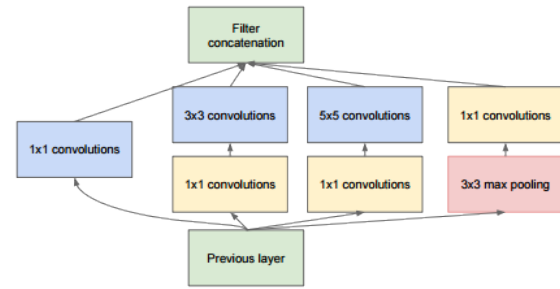 Filter
concatenation
3x3 convolutions
5x5 convolutions
1x1 convolutions
1x1 convolutions
1x1 convolutions
1x1 convolutions
3x3 max pooling
Previous layer